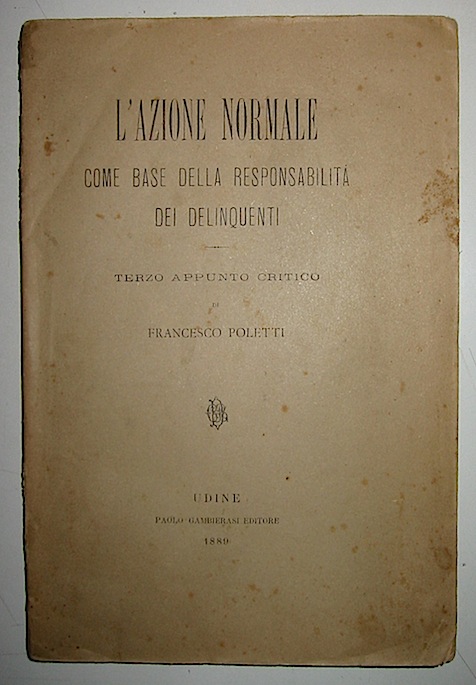 L'AZIONE NORMALE
COME BASE DELLA RESPONSABILITÀ
DEI DELINQUENTI
TERZO APPUNTO CRITICO
DI
FRANCESCO POLETTI
UDINE
PAOLO GAMBIERASI EDITORE
1889